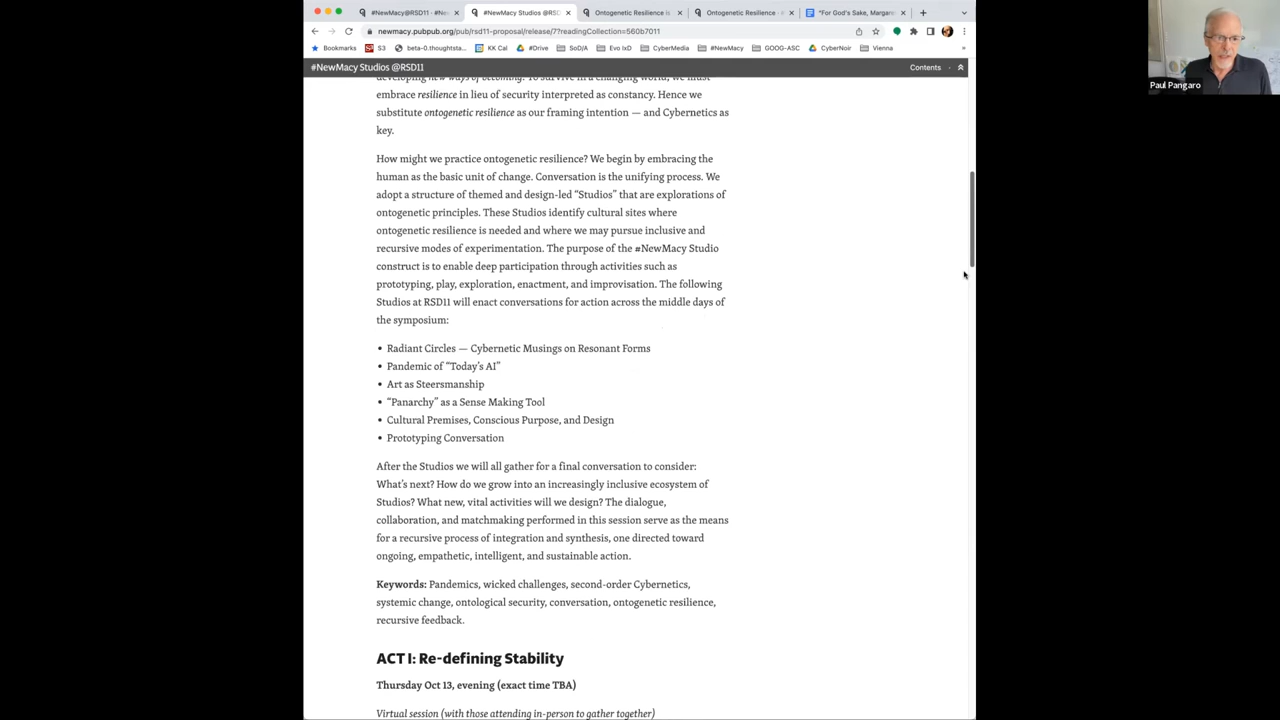 #NewMacy@RSD11 · #Ne
#NewMacy Studios @RSD
Ontogenetic Resilience is
Ontogenetic Resilience · #
"For God's Sake, Margare
newmacy.pubpub.org/pub/rsd11-proposal/release/7?readingCollection=560b7011
Bookmarks
S3
beta-0.thoughtsta...
KK Cal
#Drive
SoD/A
Evo IxD
CyberMedia
#NewMacy
GOOG-ASC
CyberNoir
Vienna
#NewMacy Studios @RSD11
Contents
developing new ways of becoming. To survive in a changing world, we must
embrace resilience in lieu of security interpreted as constancy. Hence we
substitute ontogenetic resilience as our framing intention — and Cybernetics as
key.
How might we practice ontogenetic resilience? We begin by embracing the
human as the basic unit of change. Conversation is the unifying process. We
adopt a structure of themed and design-led “Studios” that are explorations of
ontogenetic principles. These Studios identify cultural sites where
ontogenetic resilience is needed and where we may pursue inclusive and
recursive modes of experimentation. The purpose of the #NewMacy Studio
construct is to enable deep participation through activities such as
prototyping, play, exploration, enactment, and improvisation. The following
Studios at RSD11 will enact conversations for action across the middle days of
the symposium:
• Radiant Circles — Cybernetic Musings on Resonant Forms
• Pandemic of “Today’s AI”
• Art as Steersmanship
• “Panarchy” as a Sense Making Tool
• Cultural Premises, Conscious Purpose, and Design
• Prototyping Conversation
After the Studios we will all gather for a final conversation to consider:
What’s next? How do we grow into an increasingly inclusive ecosystem of
Studios? What new, vital activities will we design? The dialogue,
collaboration, and matchmaking performed in this session serve as the means
for a recursive process of integration and synthesis, one directed toward
ongoing, empathetic, intelligent, and sustainable action.
Keywords: Pandemics, wicked challenges, second-order Cybernetics,
systemic change, ontological security, conversation, ontogenetic resilience,
recursive feedback.
ACT I: Re-defining Stability
Thursday Oct 13, evening (exact time TBA)
Virtual session (with those attending in-person to gather together)
Paul Pangaro